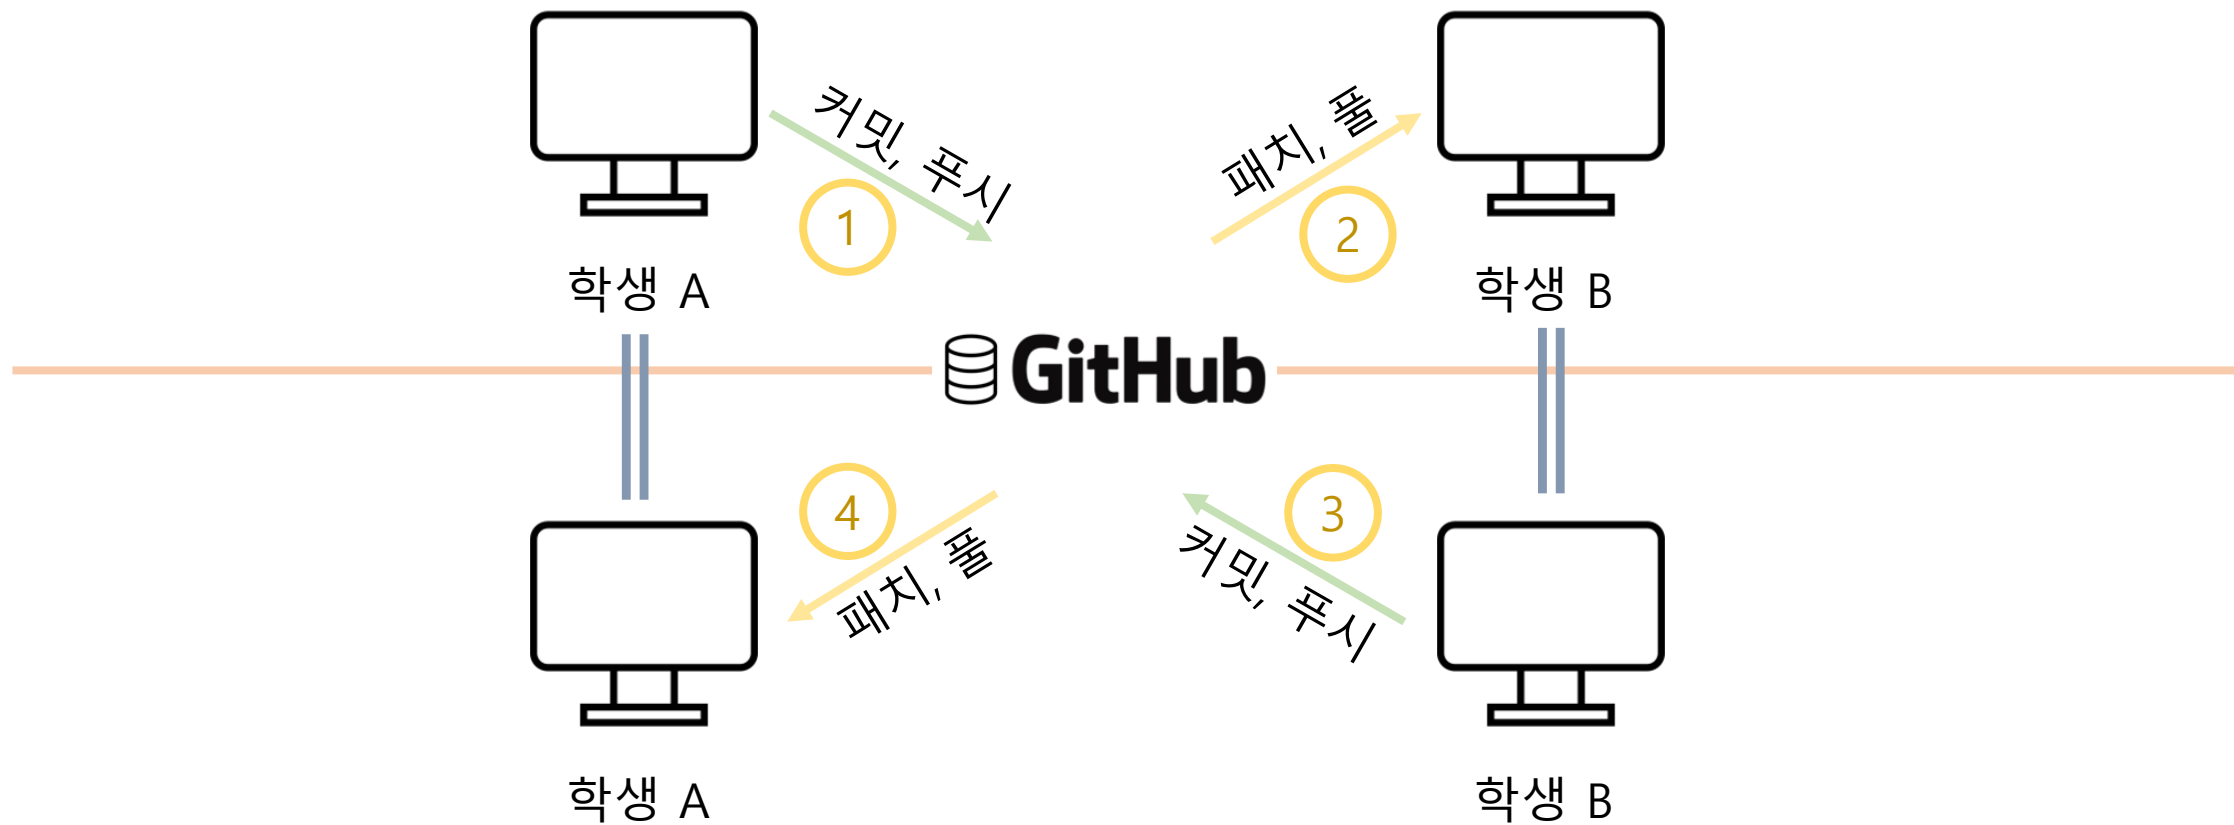 커밋, 푸시
1
학생 A
패치, 풀
2
학생 B
GitHub
4
패치, 풀
학생 A
3
커밋, 푸시
학생 B